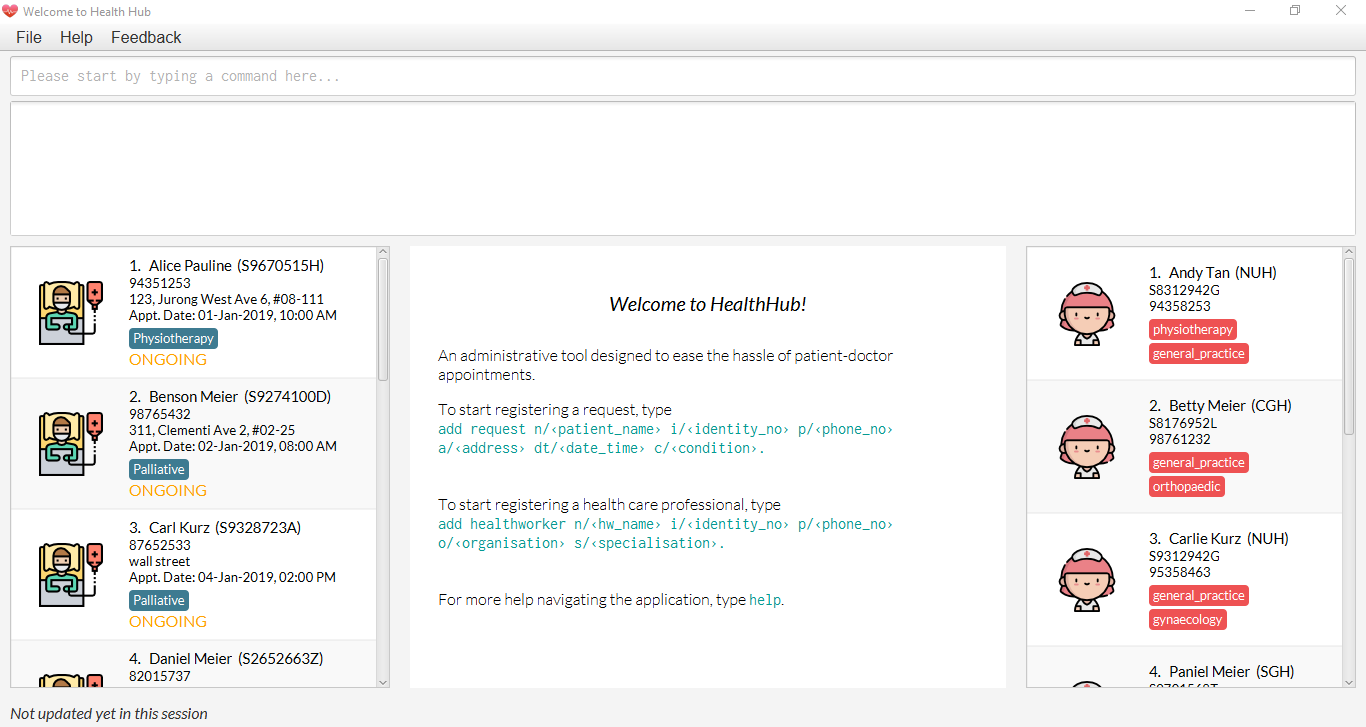 Welcome to Health Hub
File Help Feedback
Please start by typing a command here...
1. Alice Pauline (S9670515H)
94351253
123, Jurong West Ave 6, #08-111
Appt. Date: 01-Jan-2019, 10:00 AM
Physiotherapy
ONGOING
2. Benson Meier (S9274100D)
98765432
311, Clementi Ave 2, #02-25
Appt. Date: 02-Jan-2019, 08:00 AM
Palliative
ONGOING
3. Carl Kurz (S9328723A)
87652533
wall street
Appt. Date: 04-Jan-2019, 02:00 PM
Palliative
ONGOING
4. Daniel Meier (S2652663Z)
82015737
Welcome to HealthHub!
An administrative tool designed to ease the hassle of patient-doctor
appointments.
To start registering a request, type
add request n/‹patient_name› i/‹identity_no› p/‹phone_no›
a/‹address› dt/‹date_time› c/‹condition›.
To start registering a health care professional, type
add healthworker n/‹hw_name› i/‹identity_no› p/‹phone_no›
o/‹organisation› s/‹specialisation›.
For more help navigating the application, type help.
1. Andy Tan (NUH)
S8312942G
94358253
physiotherapy
general_practice
2. Betty Meier (CGH)
S8176952L
98761232
general_practice
orthopaedic
3. Carlie Kurz (NUH)
S9312942G
95358463
general_practice
gynaecology
4. Paniel Meier (SGH)
Not updated yet in this session